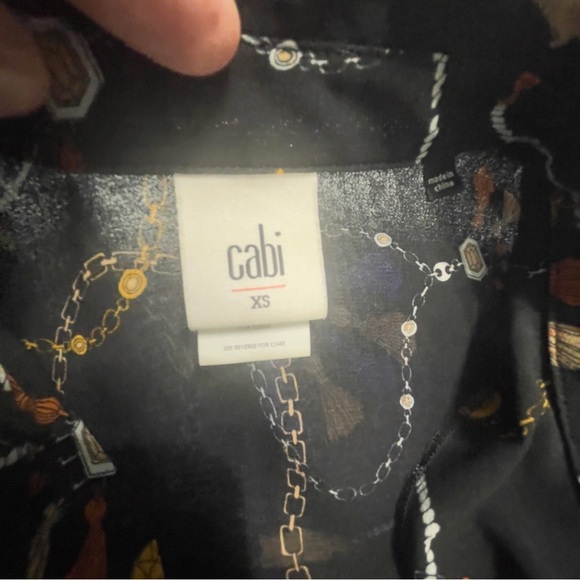 made in
china
cabi
XS
SEE REVERSE FOR CARE